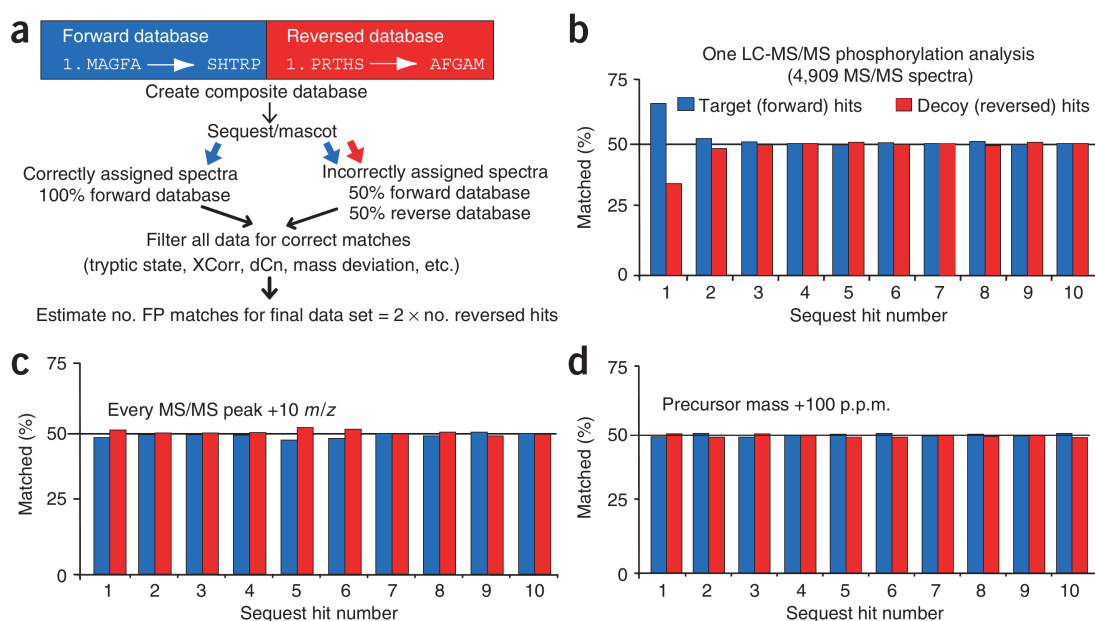 a
Forward database
Reversed database
1. MAGFA
SHTRP
1. PRTHS
AFGAM
Create composite database
Sequest/mascot
Correctly assigned spectra
100% forward database
Incorrectly assigned spectra
50% forward database
50% reverse database
Filter all data for correct matches
(tryptic state, XCorr, dCn, mass deviation, etc.)
Estimate no. FP matches for final data set = 2 × no. reversed hits
b
One LC-MS/MS phosphorylation analysis
(4,909 MS/MS spectra)
Target (forward) hits
Decoy (reversed) hits
Matched (%)
75
50
25
0
1 2 3 4 5 6 7 8 9 10
Sequest hit number
c
Every MS/MS peak +10 m/z
Matched (%)
75
50
25
0
1 2 3 4 5 6 7 8 9 10
Sequest hit number
d
Precursor mass +100 p.p.m.
Matched (%)
75
50
25
0
1 2 3 4 5 6 7 8 9 10
Sequest hit number